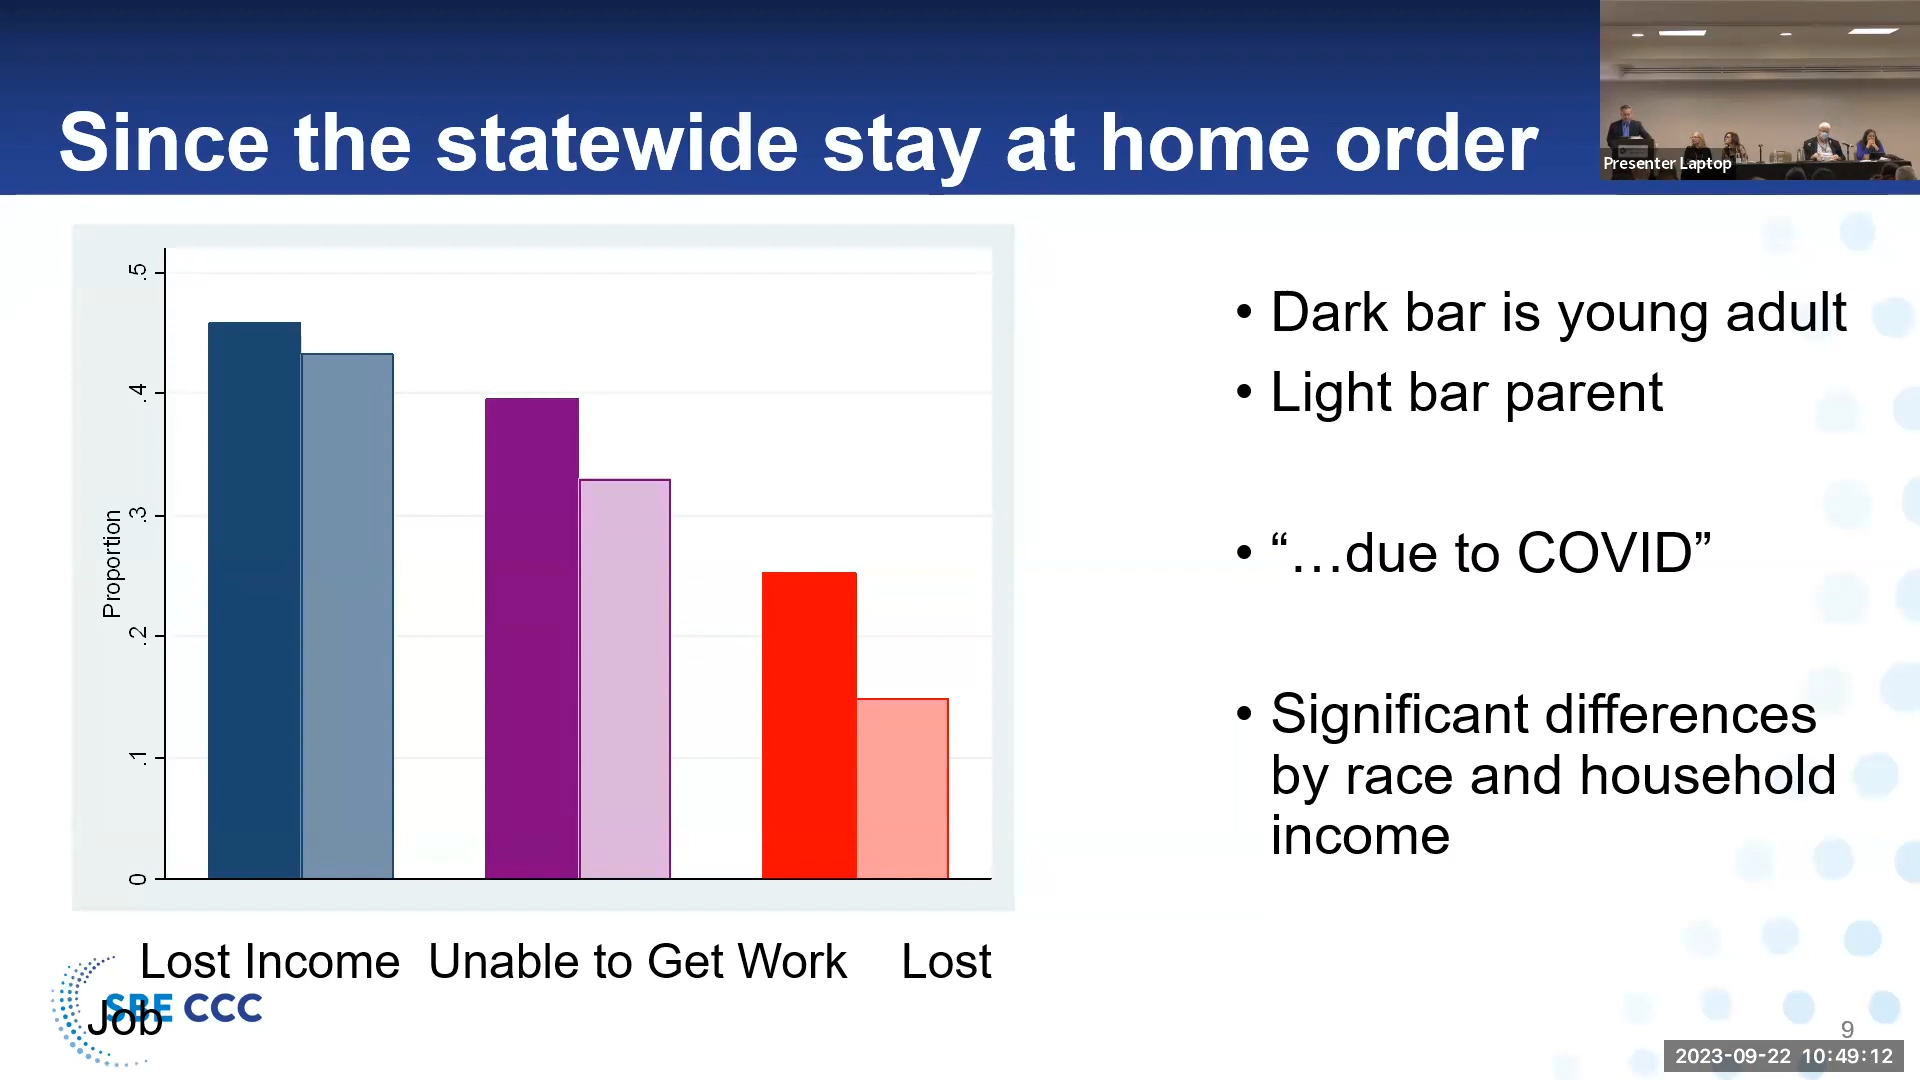 Since the statewide stay at home order
Presenter Laptop
.5
.4
.3
.2
.1
0
Proportion
Lost Income Unable to Get Work Lost
Job
SBE CCC
• Dark bar is young adult
• Light bar parent
• “…due to COVID”
• Significant differences
by race and household
income
9
2023-09-22 10:49:12